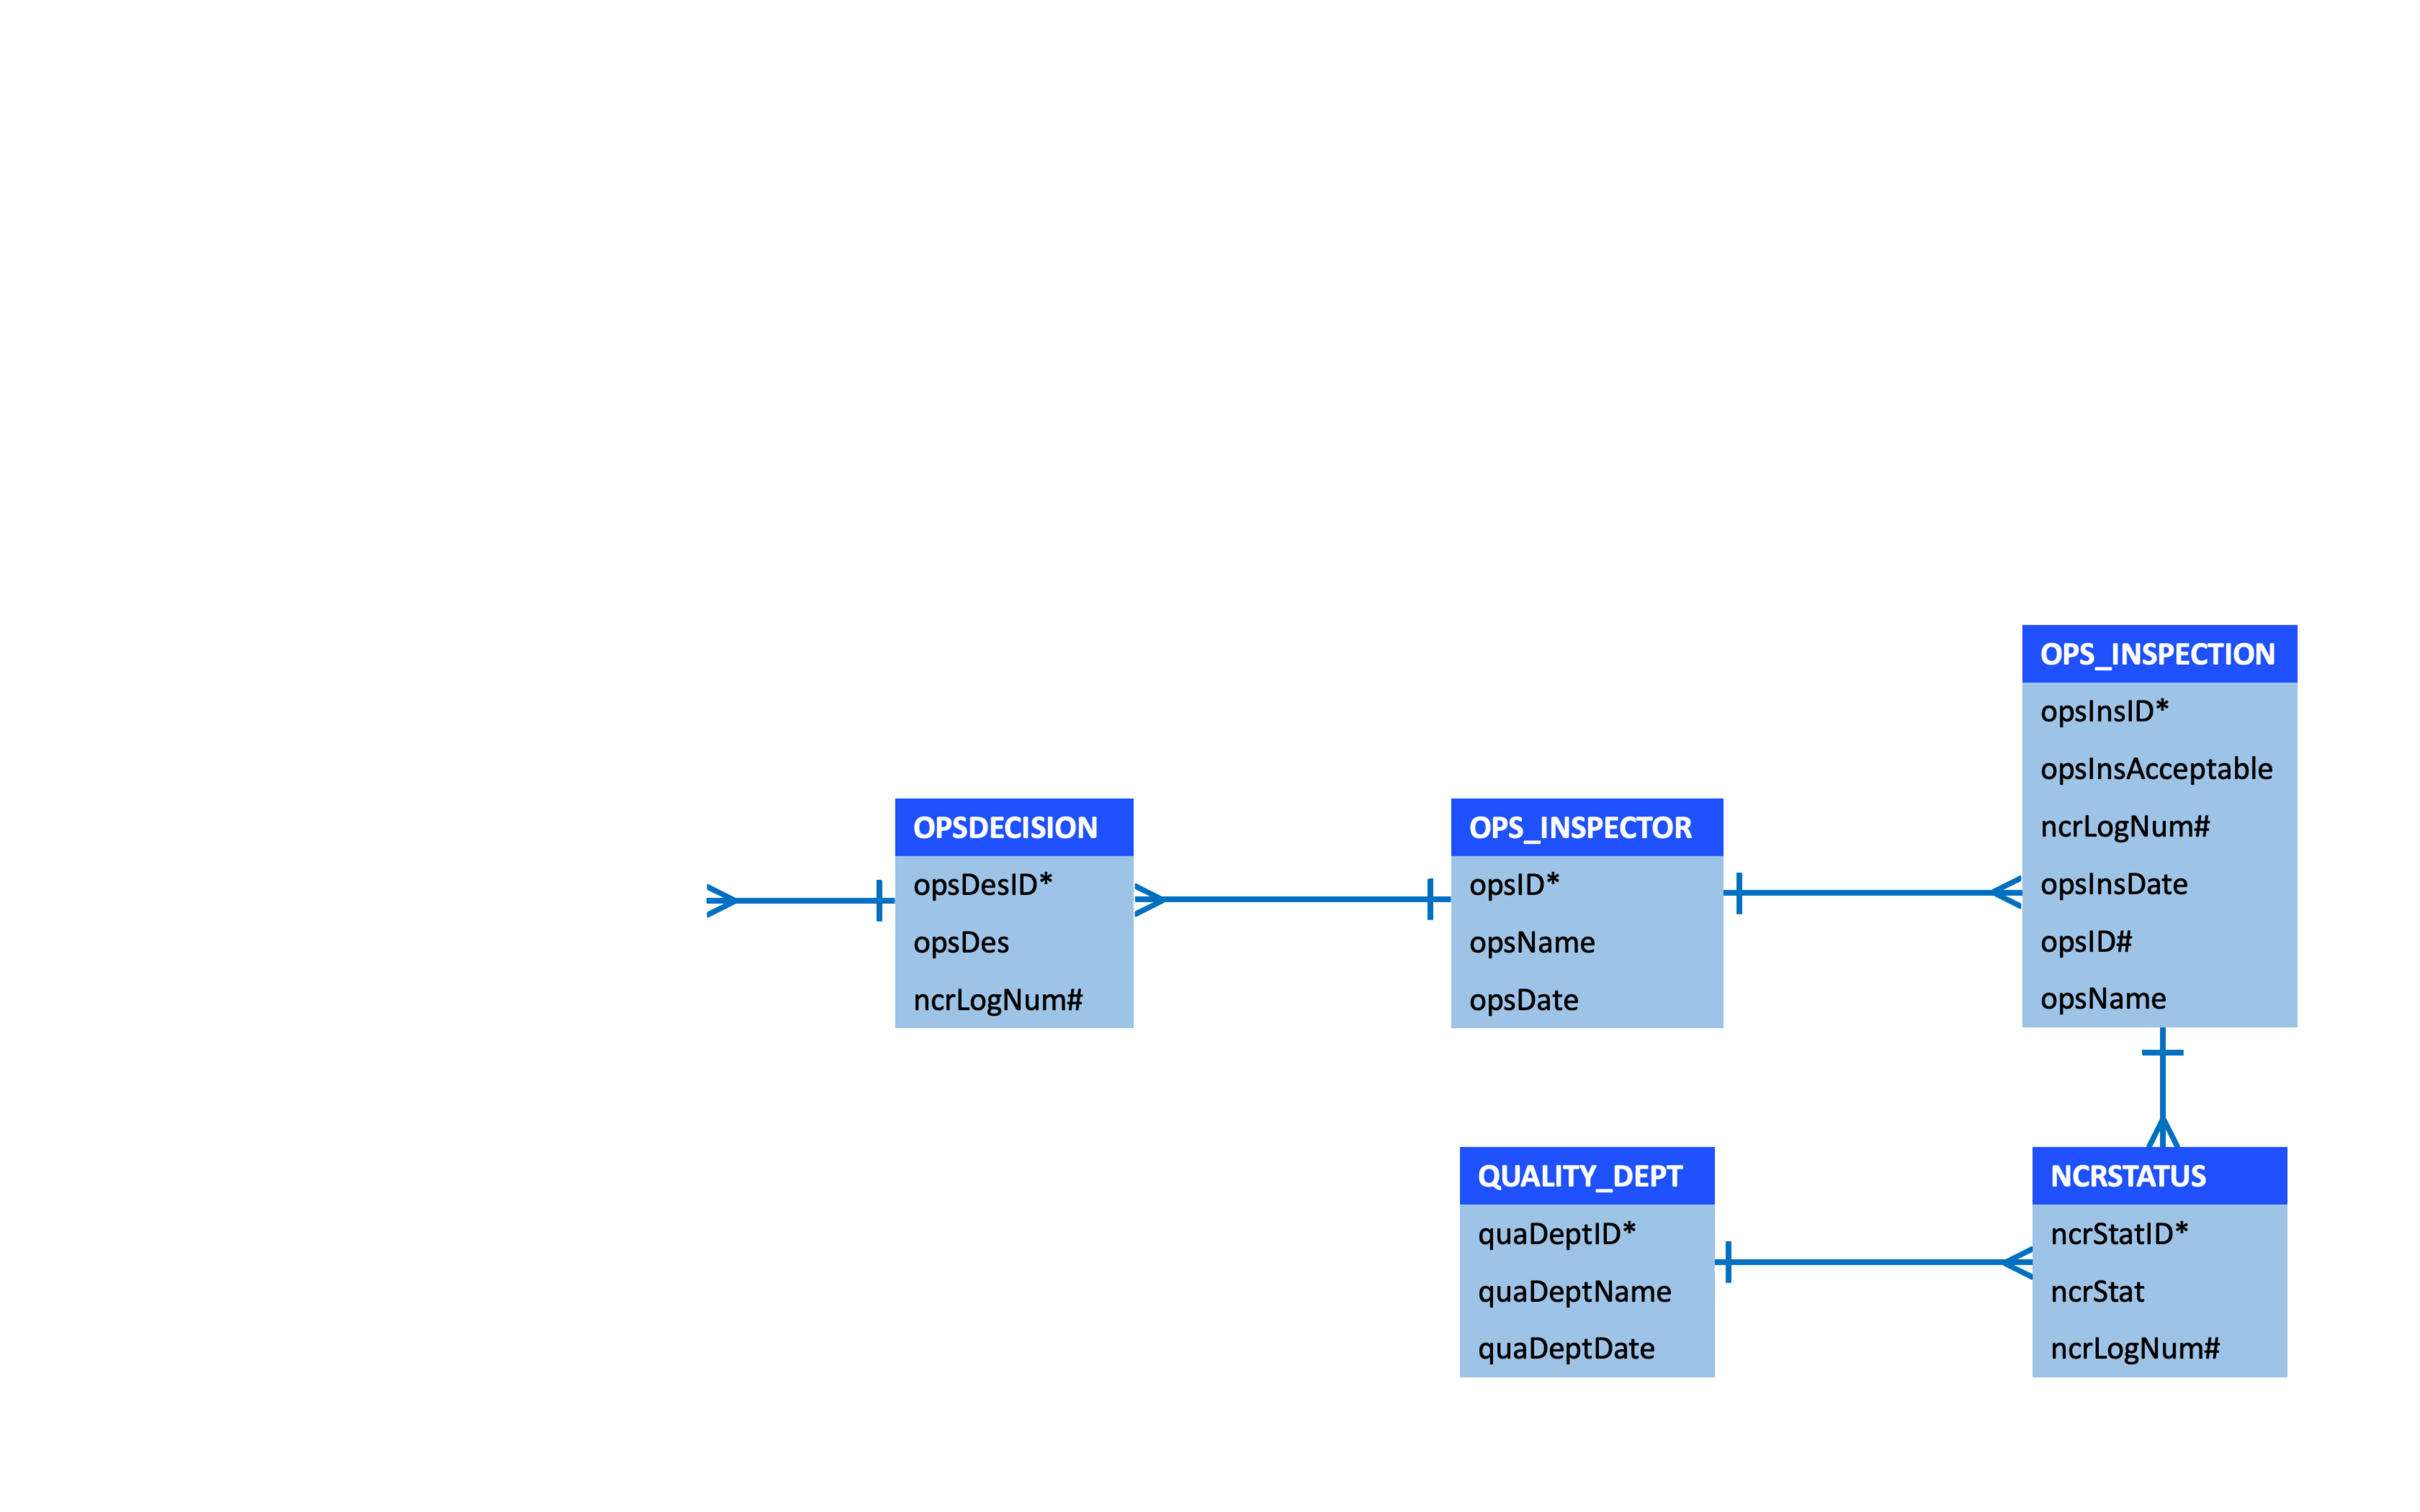 OPS_INSPECTION
opsInsID*
opsInsAcceptable
ncrLogNum#
opsInsDate
opsID#
opsName
OPSDECISION
opsDesID*
opsDes
ncrLogNum#
OPS_INSPECTOR
opsID*
opsName
opsDate
QUALITY_DEPT
quaDeptID*
quaDeptName
quaDeptDate
NCRSTATUS
ncrStatID*
ncrStat
ncrLogNum#